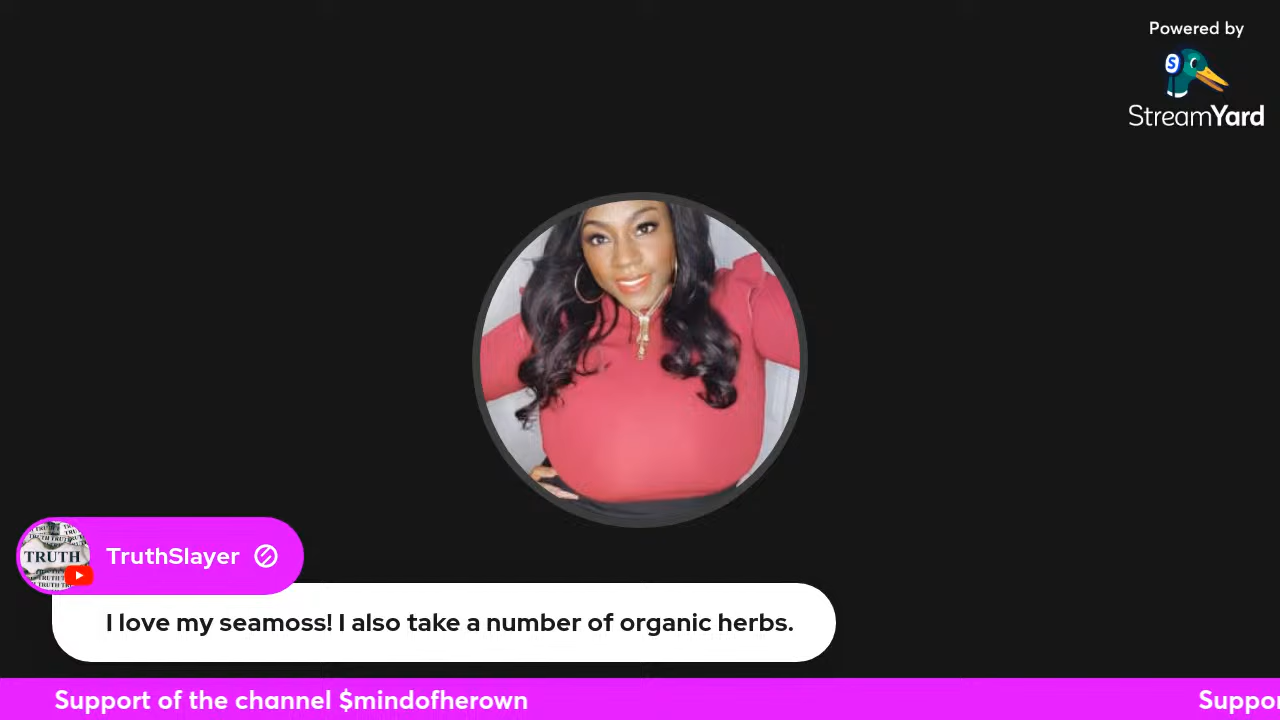 Powered by
S
StreamYard
TRUTH
TruthSlayer
I love my seamoss! I also take a number of organic herbs.
Support of the channel $mindofherown
Suppor